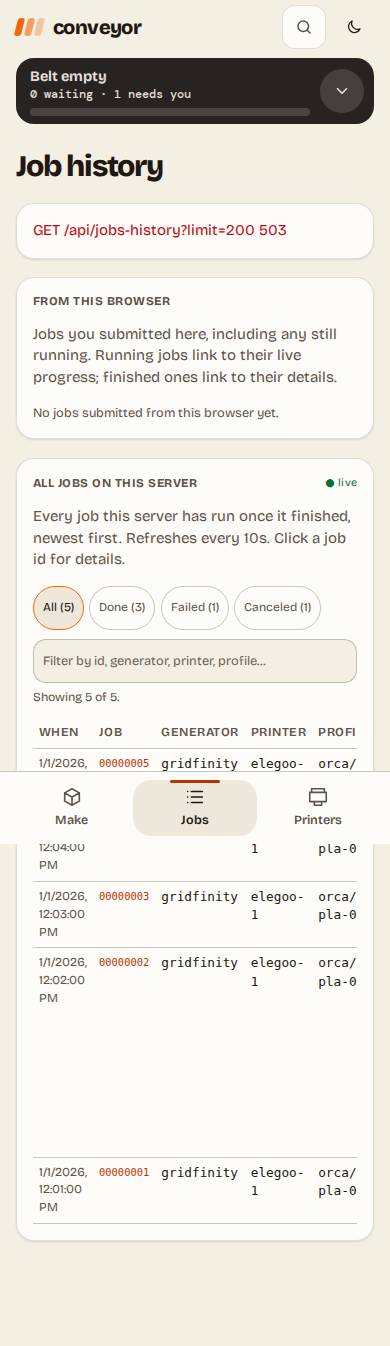 conveyor
Belt empty
0 waiting · 1 needs you
Job history
GET /api/jobs-history?limit=200 503
FROM THIS BROWSER
Jobs you submitted here, including any still
running. Running jobs link to their live
progress; finished ones link to their details.
No jobs submitted from this browser yet.
ALL JOBS ON THIS SERVER
live
Every job this server has run once it finished,
newest first. Refreshes every 10s. Click a job
id for details.
All (5) Done (3) Failed (1) Canceled (1)
Filter by id, generator, printer, profile...
Showing 5 of 5.
WHEN JOB GENERATOR PRINTER PROFI
1/1/2026, 00000005 gridfinity elegoo- orca/
Make Jobs Printers
12:04:00 1 pla-0
PM
1/1/2026, 00000003 gridfinity elegoo- orca/
12:03:00 1 pla-0
PM
1/1/2026, 00000002 gridfinity elegoo- orca/
12:02:00 1 pla-0
PM
1/1/2026, 00000001 gridfinity elegoo- orca/
12:01:00 1 pla-0
PM